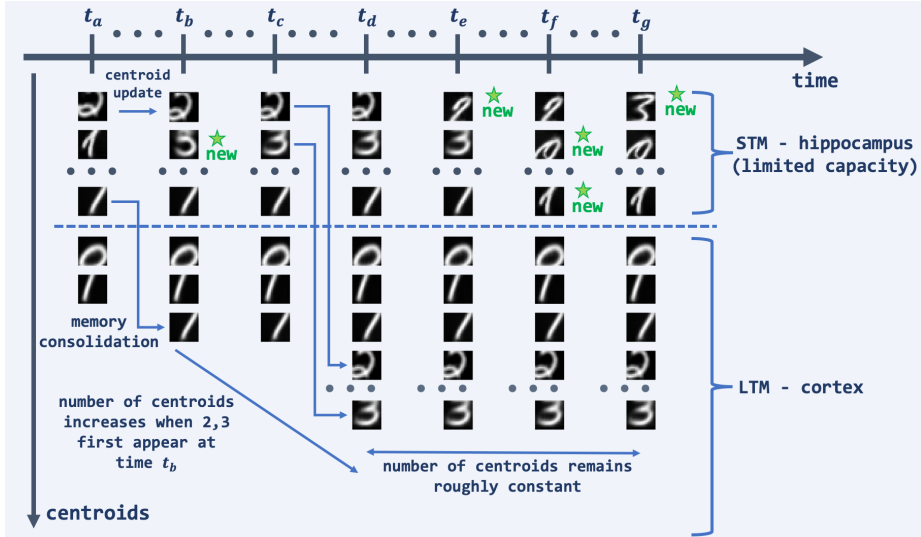 t_a t_b t_c t_d t_e t_f t_g
time
centroid
update
new
new
new
new
new
STM - hippocampus
(limited capacity)
memory
consolidation
number of centroids
increases when 2,3
first appear at
time t_b
LTM - cortex
number of centroids remains
roughly constant
centroids